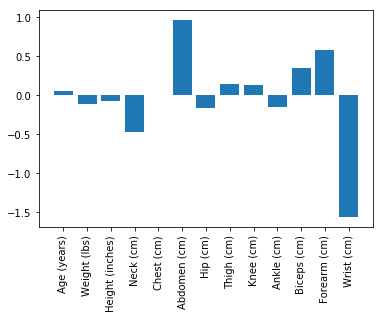 1.0
0.5
0.0
−0.5
−1.0
−1.5
Age (years)
Weight (lbs)
Height (inches)
Neck (cm)
Chest (cm)
Abdomen (cm)
Hip (cm)
Thigh (cm)
Knee (cm)
Ankle (cm)
Biceps (cm)
Forearm (cm)
Wrist (cm)